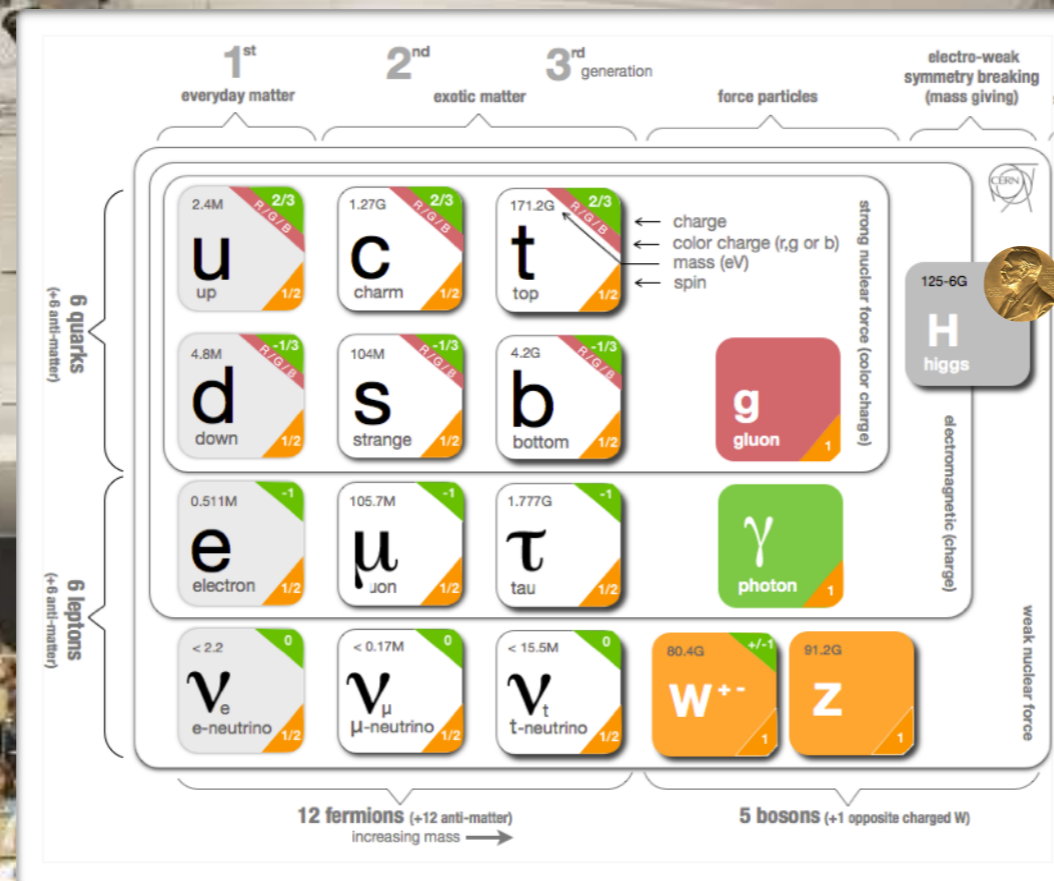 1st
2nd
3rd generation
electro-weak
symmetry breaking
(mass giving)
everyday matter
exotic matter
force particles
CERN
6 quarks
(+6 anti-matter)
2.4M
2/3
R/G/B
u
up
1/2
1.27G
2/3
R/G/B
c
charm
1/2
171.2G
2/3
R/G/B
t
top
1/2
charge
color charge (r,g or b)
mass (eV)
spin
strong nuclear force (color charge)
125-6G
H
higgs
4.8M
-1/3
R/G/B
d
down
1/2
104M
-1/3
R/G/B
s
strange
1/2
4.2G
-1/3
R/G/B
b
bottom
1/2
g
gluon
1
electromagnetic (charge)
6 leptons
(+6 anti-matter)
0.511M
-1
e
electron
1/2
105.7M
-1
μ
uon
1/2
1.777G
-1
τ
tau
1/2
γ
photon
1
weak nuclear force
< 2.2
0
νe
e-neutrino
1/2
< 0.17M
0
νμ
μ-neutrino
1/2
< 15.5M
0
νt
t-neutrino
1/2
80.4G
+/-1
W+-
1
91.2G
Z
1
12 fermions (+12 anti-matter)
increasing mass
5 bosons (+1 opposite charged W)